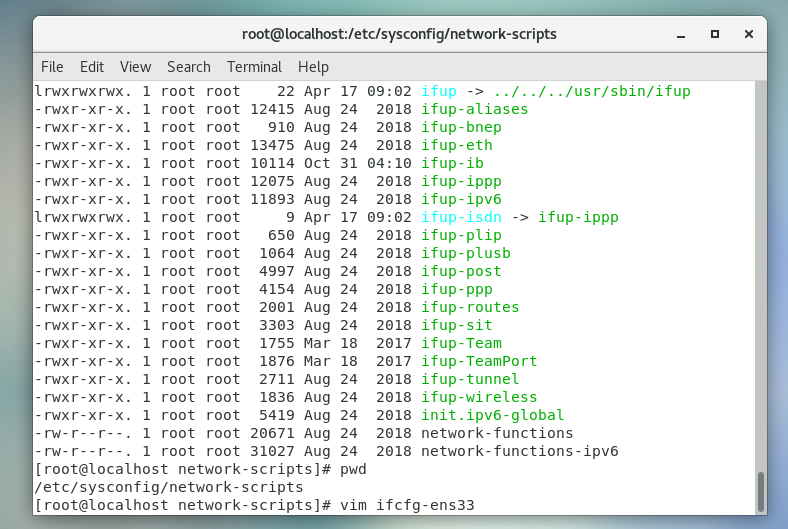 root@localhost:/etc/sysconfig/network-scripts
File Edit View Search Terminal Help
lrwxrwxrwx. 1 root root    22 Apr 17 09:02 ifup -> ../../../usr/sbin/ifup
-rwxr-xr-x. 1 root root 12415 Aug 24  2018 ifup-aliases
-rwxr-xr-x. 1 root root   910 Aug 24  2018 ifup-bnep
-rwxr-xr-x. 1 root root 13475 Aug 24  2018 ifup-eth
-rwxr-xr-x. 1 root root 10114 Oct 31 04:10 ifup-ib
-rwxr-xr-x. 1 root root 12075 Aug 24  2018 ifup-ippp
-rwxr-xr-x. 1 root root 11893 Aug 24  2018 ifup-ipv6
lrwxrwxrwx. 1 root root     9 Apr 17 09:02 ifup-isdn -> ifup-ippp
-rwxr-xr-x. 1 root root   650 Aug 24  2018 ifup-plip
-rwxr-xr-x. 1 root root  1064 Aug 24  2018 ifup-plusb
-rwxr-xr-x. 1 root root  4997 Aug 24  2018 ifup-post
-rwxr-xr-x. 1 root root  4154 Aug 24  2018 ifup-ppp
-rwxr-xr-x. 1 root root  2001 Aug 24  2018 ifup-routes
-rwxr-xr-x. 1 root root  3303 Aug 24  2018 ifup-sit
-rwxr-xr-x. 1 root root  1755 Mar 18  2017 ifup-Team
-rwxr-xr-x. 1 root root  1876 Mar 18  2017 ifup-TeamPort
-rwxr-xr-x. 1 root root  2711 Aug 24  2018 ifup-tunnel
-rwxr-xr-x. 1 root root  1836 Aug 24  2018 ifup-wireless
-rwxr-xr-x. 1 root root  5419 Aug 24  2018 init.ipv6-global
-rw-r--r--. 1 root root 20671 Aug 24  2018 network-functions
-rw-r--r--. 1 root root 31027 Aug 24  2018 network-functions-ipv6
[root@localhost network-scripts]# pwd
/etc/sysconfig/network-scripts
[root@localhost network-scripts]# vim ifcfg-ens33